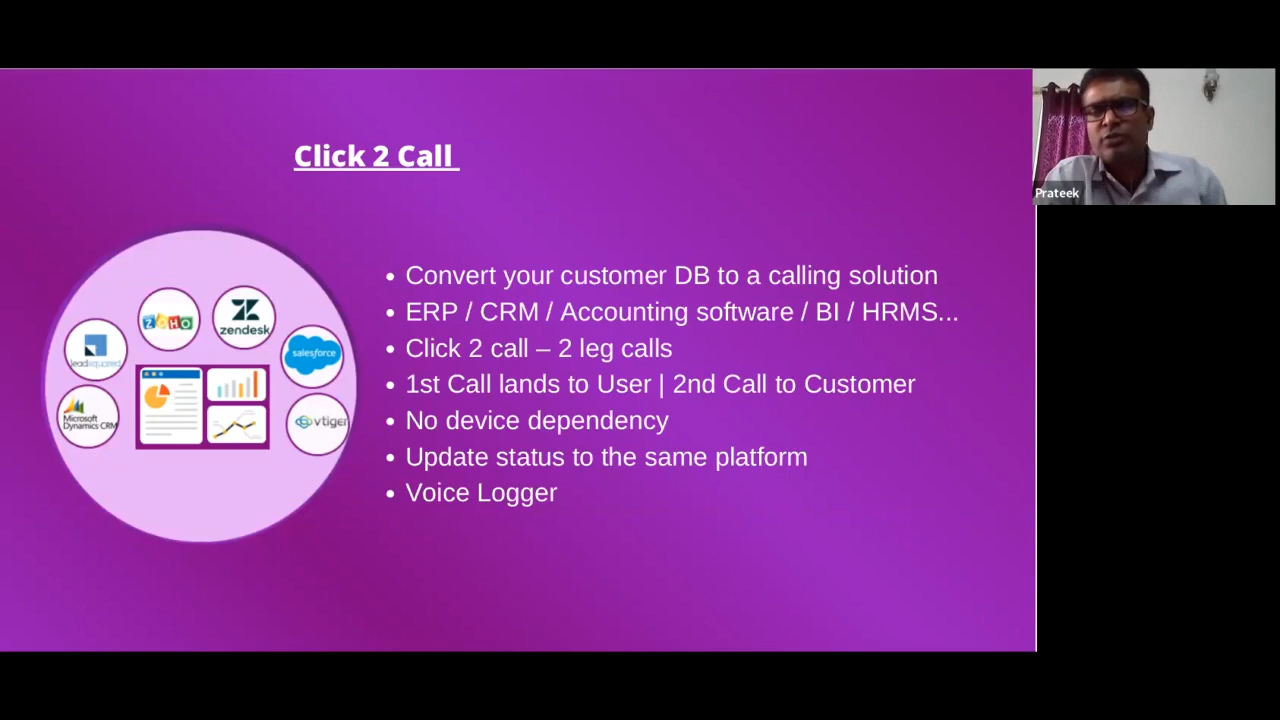 Click 2 Call
Prateek
• Convert your customer DB to a calling solution
• ERP / CRM / Accounting software / BI / HRMS...
• Click 2 call – 2 leg calls
• 1st Call lands to User | 2nd Call to Customer
• No device dependency
• Update status to the same platform
• Voice Logger
ZOHO
zendesk
leadsquared
salesforce
Microsoft
Dynamics CRM
vtiger